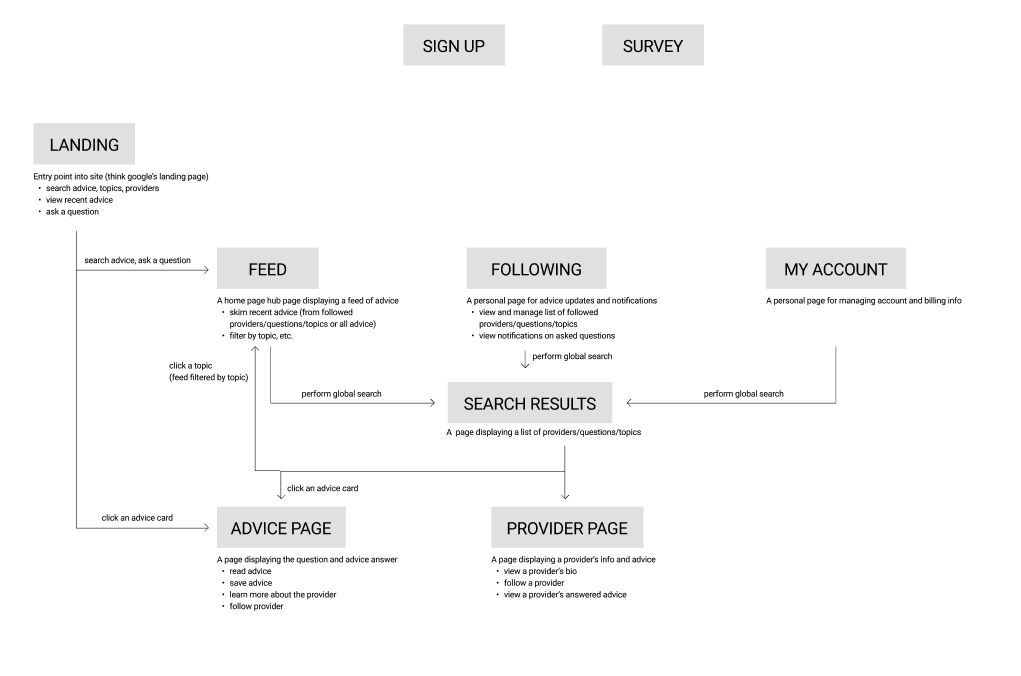 SIGN UP
SURVEY
LANDING
Entry point into site (think google's landing page)
• search advice, topics, providers
• view recent advice
• ask a question
search advice, ask a question
FEED
A home page hub page displaying a feed of advice
• skim recent advice (from followed
providers/questions/topics or all advice)
• filter by topic, etc.
FOLLOWING
A personal page for advice updates and notifications
• view and manage list of followed
providers/questions/topics
• view notifications on asked questions
MY ACCOUNT
A personal page for managing account and billing info
click a topic
(feed filtered by topic)
perform global search
perform global search
perform global search
SEARCH RESULTS
A page displaying a list of providers/questions/topics
click an advice card
click an advice card
ADVICE PAGE
A page displaying the question and advice answer
• read advice
• save advice
• learn more about the provider
• follow provider
PROVIDER PAGE
A page displaying a provider's info and advice
• view a provider's bio
• follow a provider
• view a provider's answered advice